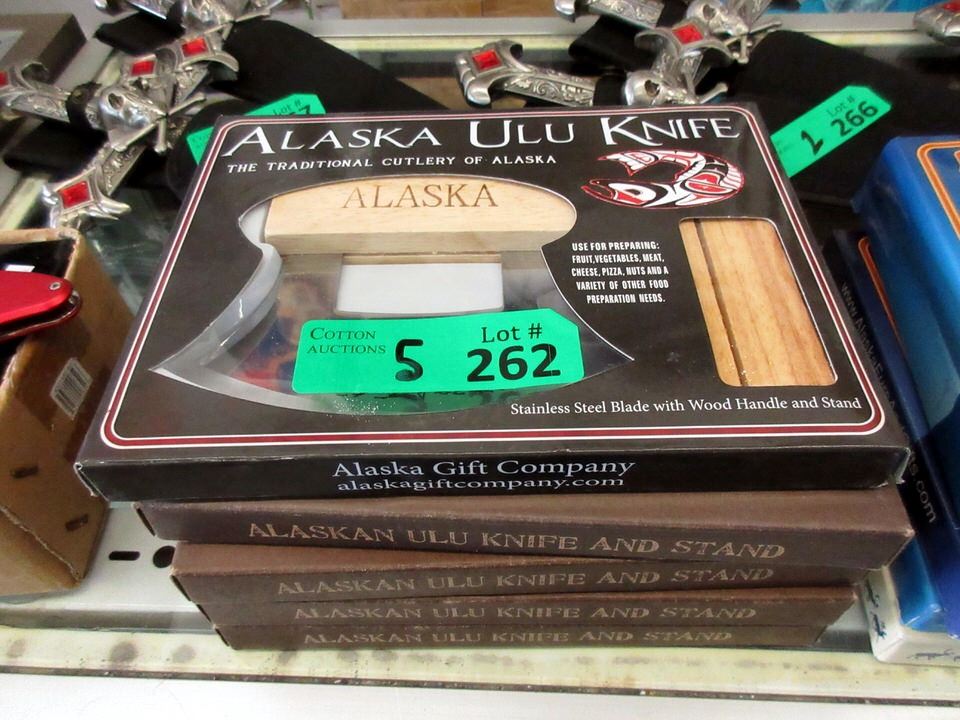 ALASKA ULU KNIFE
THE TRADITIONAL CUTLERY OF ALASKA
ALASKA
USE FOR PREPARING:
FRUIT, VEGETABLES, MEAT,
CHEESE, PIZZA, NUTS AND A
VARIETY OF OTHER FOOD
PREPARATION NEEDS.
COTTON
AUCTIONS
5
Lot #
262
Stainless Steel Blade with Wood Handle and Stand
Alaska Gift Company
alaskagiftcompany.com
ALASKAN ULU KNIFE AND STAND
ALASKAN ULU KNIFE AND STAND
ALASKAN ULU KNIFE AND STAND
ALASKAN ULU KNIFE AND STAND
Lot #
1 266
Lot #